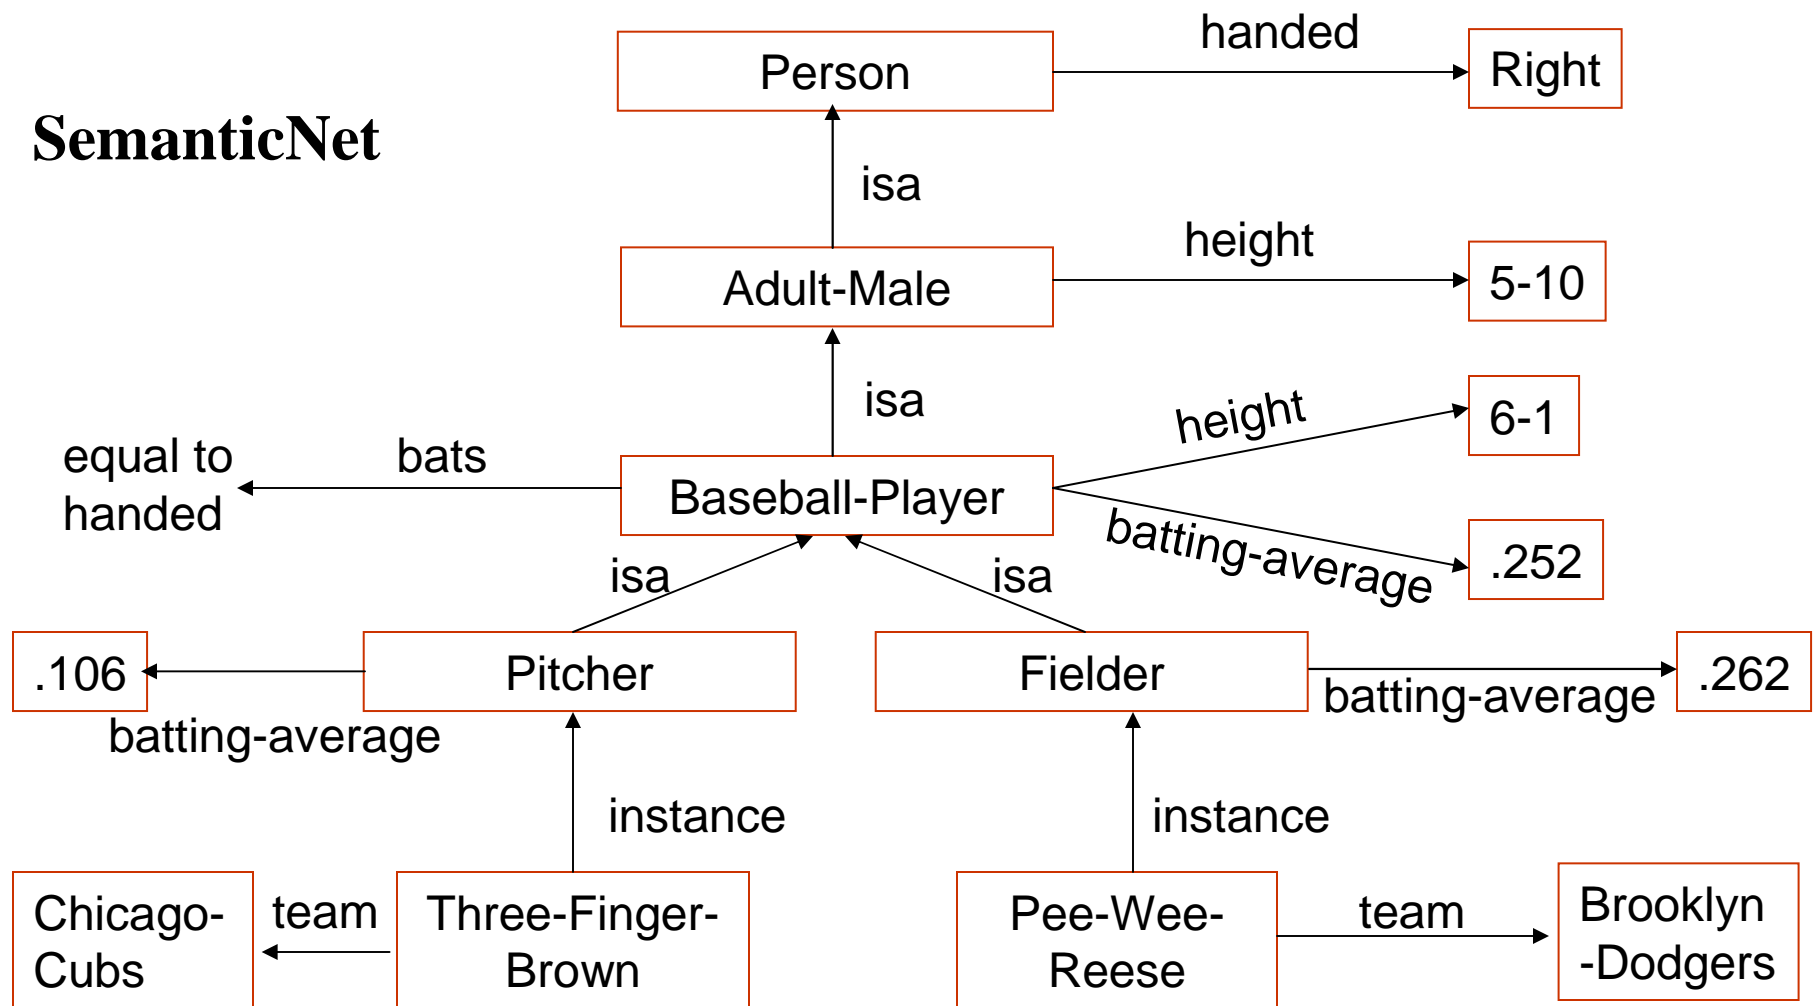 handed
Person
Right
SemanticNet
isa
height
Adult-Male
5-10
isa
height
6-1
equal to
handed
bats
Baseball-Player
batting-average
.252
isa
isa
.106
Pitcher
Fielder
.262
batting-average
batting-average
instance
instance
Chicago-
Cubs
team
Three-Finger-
Brown
Pee-Wee-
Reese
team
Brooklyn
-Dodgers